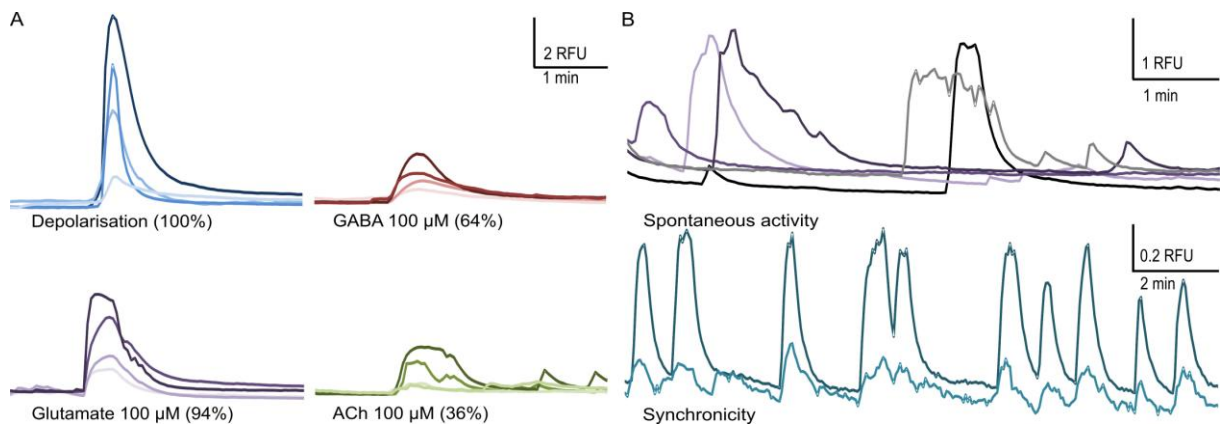 A
2 RFU
1 min
Depolarisation (100%)
GABA 100 µM (64%)
Glutamate 100 µM (94%)
ACh 100 µM (36%)
B
1 RFU
1 min
Spontaneous activity
0.2 RFU
2 min
Synchronicity